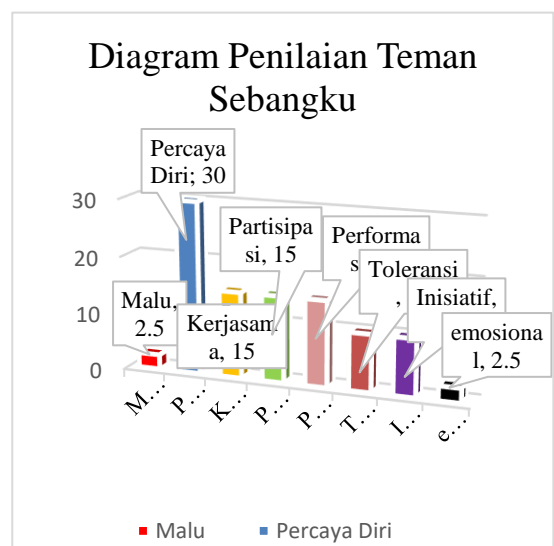 Diagram Penilaian Teman
Sebangku
Percaya
Diri; 30
Partisipa
si, 15
Performa
s
Toleransi
,
Inisiatif,
Malu,
2.5
Kerjasam
a, 15
emosiona
l, 2.5
30
20
10
0
M...
P...
K...
P...
P...
T...
I...
e...
Malu
Percaya Diri